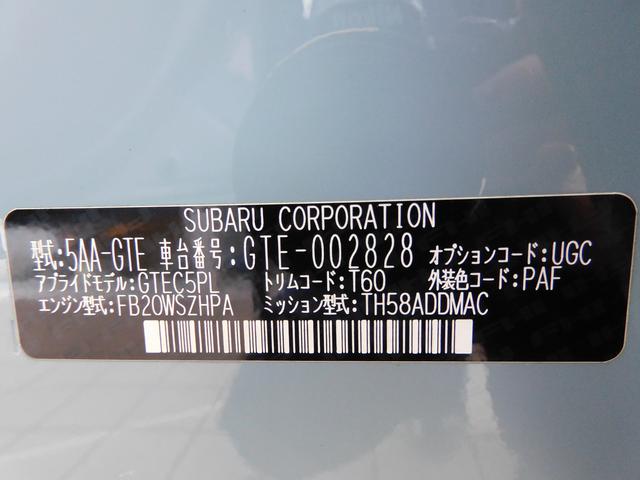 SUBARU CORPORATION
型式:5AA-GTE 車台番号:GTE-002828 オプションコード:UGC
アプライドモデル:GTEC5PL トリムコード:T60 外装色コード:PAF
エンジン型式:FB20WSZHPA ミッション型式:TH58ADDMAC